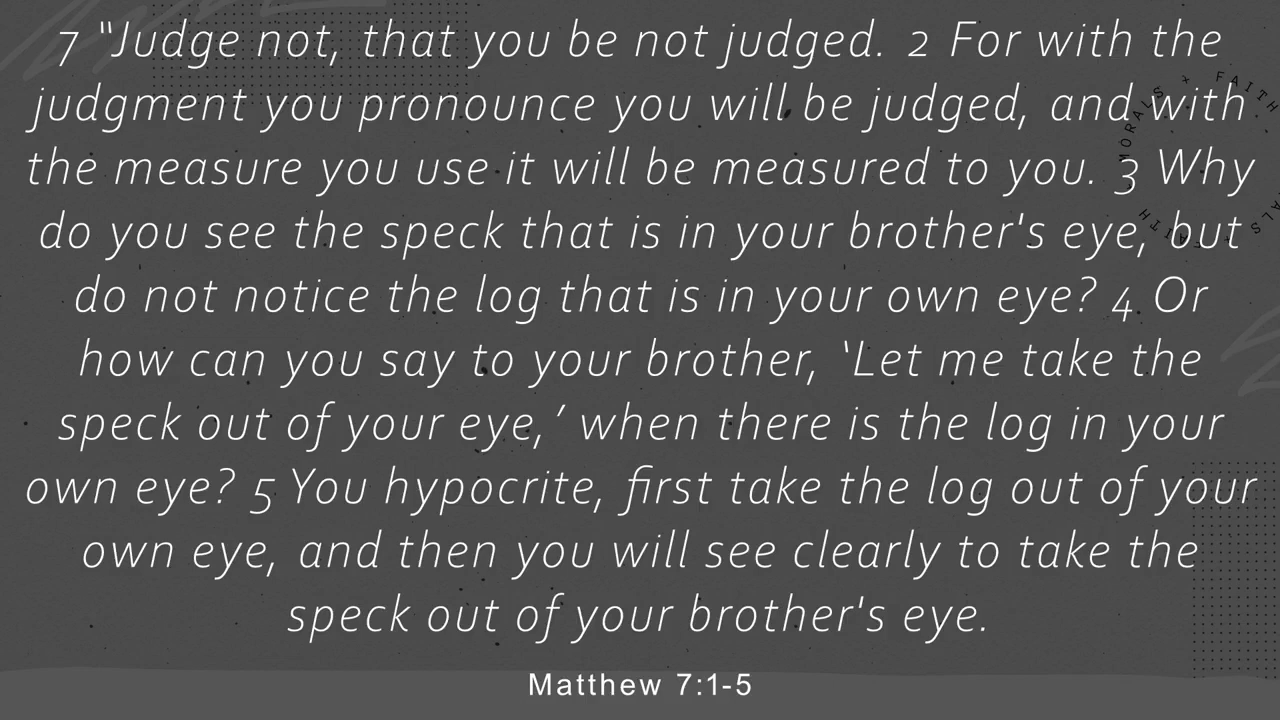 7 “Judge not, that you be not judged. 2 For with the
judgment you pronounce you will be judged, and with
the measure you use it will be measured to you. 3 Why
do you see the speck that is in your brother's eye, but
do not notice the log that is in your own eye? 4 Or
how can you say to your brother, ‘Let me take the
speck out of your eye,’ when there is the log in your
own eye? 5 You hypocrite, first take the log out of your
own eye, and then you will see clearly to take the
speck out of your brother's eye.
Matthew 7:1-5
MORALS + FAITH
FAITH